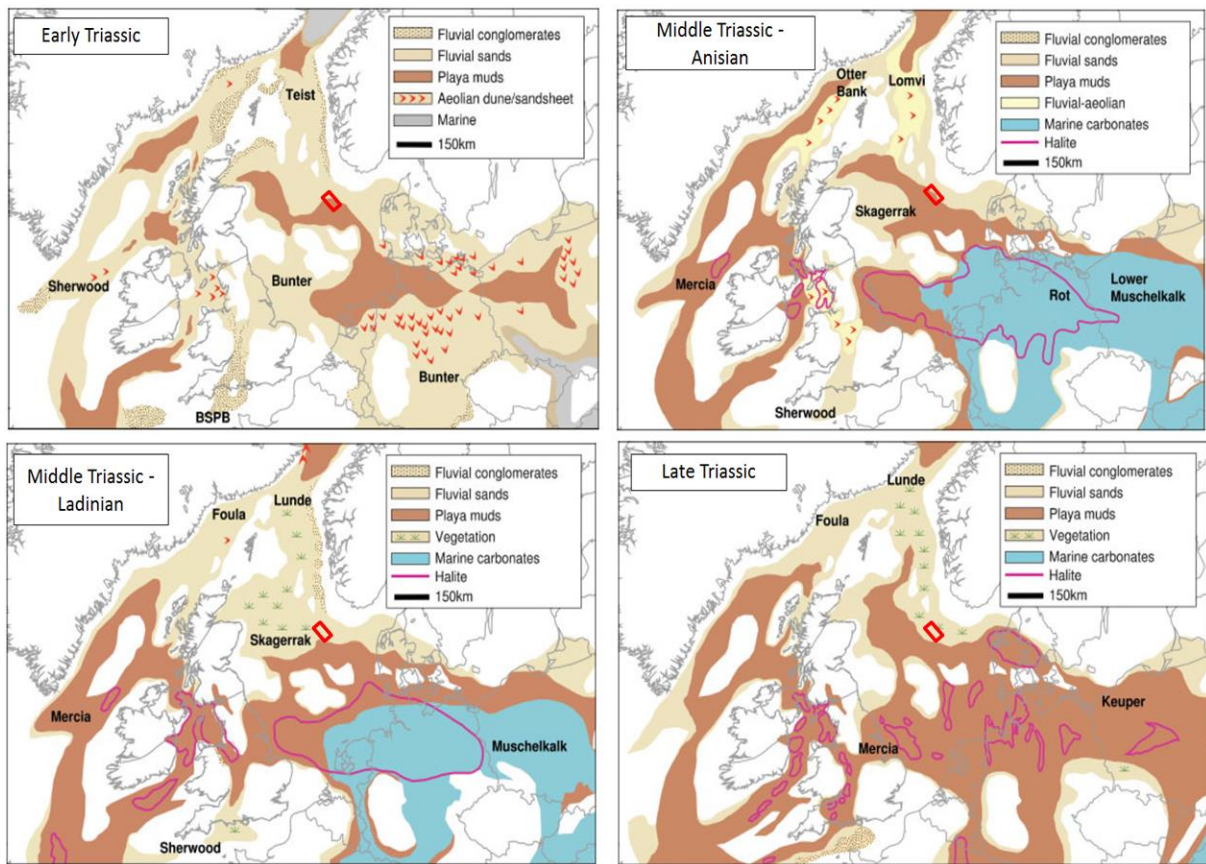 Early Triassic
Fluvial conglomerates
Fluvial sands
Playa muds
Aeolian dune/sandsheet
Marine
150km
Teist
Sherwood
Bunter
Bunter
BSPB
Middle Triassic -
Anisian
Fluvial conglomerates
Fluvial sands
Playa muds
Fluvial-aeolian
Marine carbonates
Halite
150km
Otter
Bank
Lomvi
Skagerrak
Mercia
Rot
Lower
Muschelkalk
Sherwood
Middle Triassic -
Ladinian
Fluvial conglomerates
Fluvial sands
Playa muds
Vegetation
Marine carbonates
Halite
150km
Lunde
Foula
Skagerrak
Mercia
Muschelkalk
Sherwood
Late Triassic
Fluvial conglomerates
Fluvial sands
Playa muds
Vegetation
Marine carbonates
Halite
150km
Lunde
Foula
Keuper
Mercia